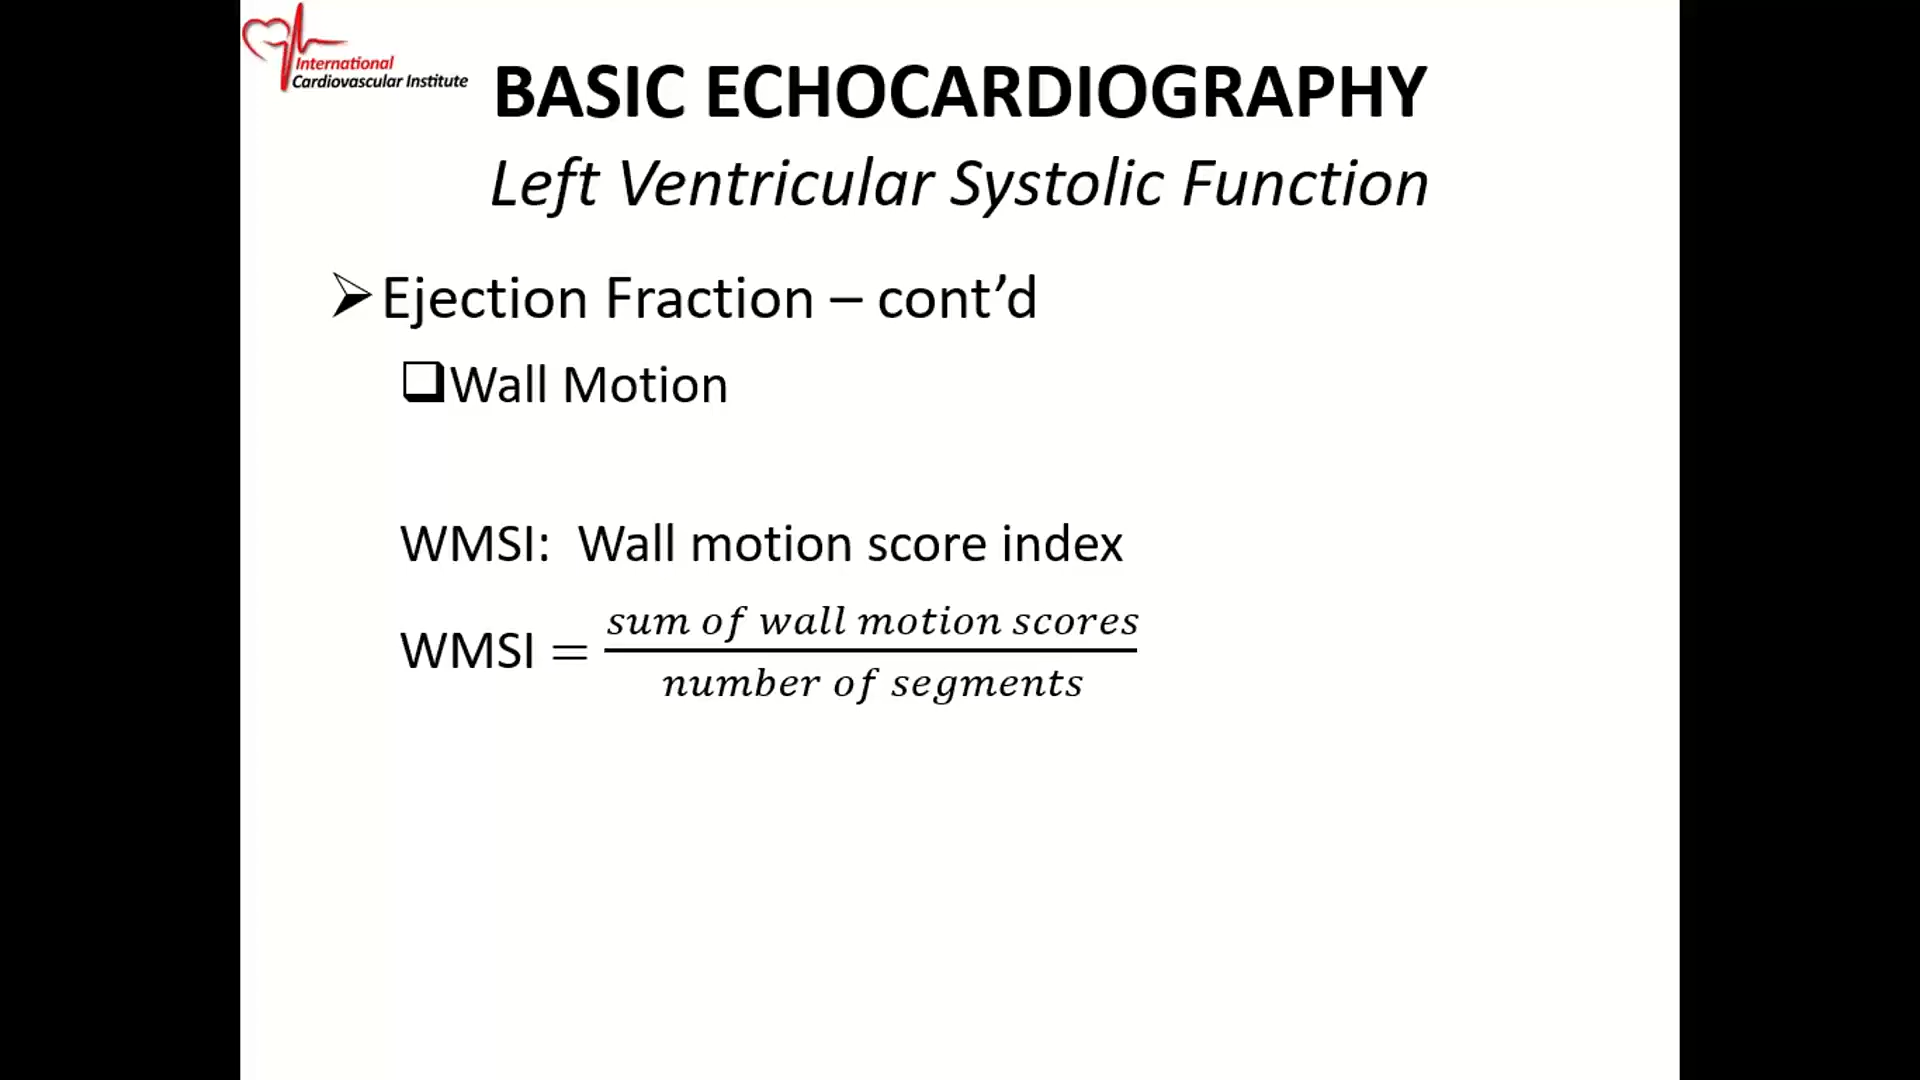 International
Cardiovascular Institute
BASIC ECHOCARDIOGRAPHY
Left Ventricular Systolic Function
➢Ejection Fraction – cont’d
❑Wall Motion
WMSI: Wall motion score index
WMSI = sum of wall motion scores
number of segments